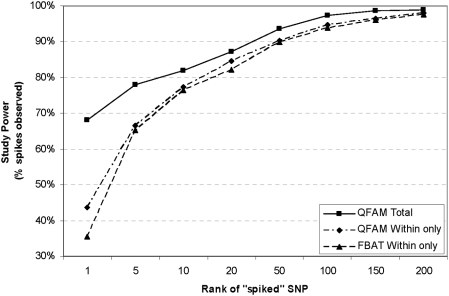 100%
90%
80%
70%
60%
50%
40%
30%
Study Power
(% spikes observed)
1 5 10 20 50 100 150 200
Rank of "spiked" SNP
QFAM Total
QFAM Within only
FBAT Within only